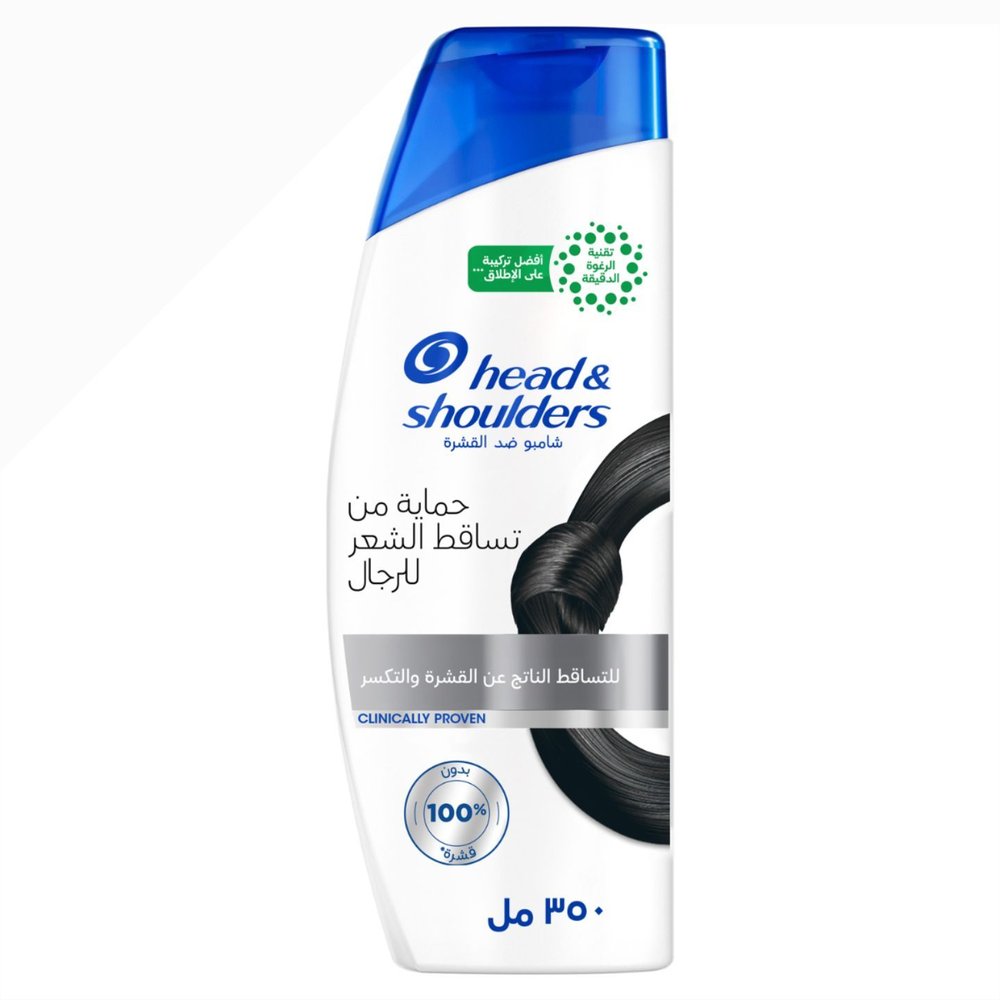 أفضل تركيبة
على الإطلاق***
تقنية
الرغوة
الدقيقة
head &
shoulders
شامبو ضد القشرة
حماية من
تساقط الشعر
للرجال
للتساقط الناتج عن القشرة والتكسر
CLINICALLY PROVEN
بدون
100%
قشرة*
٣٥٠ مل